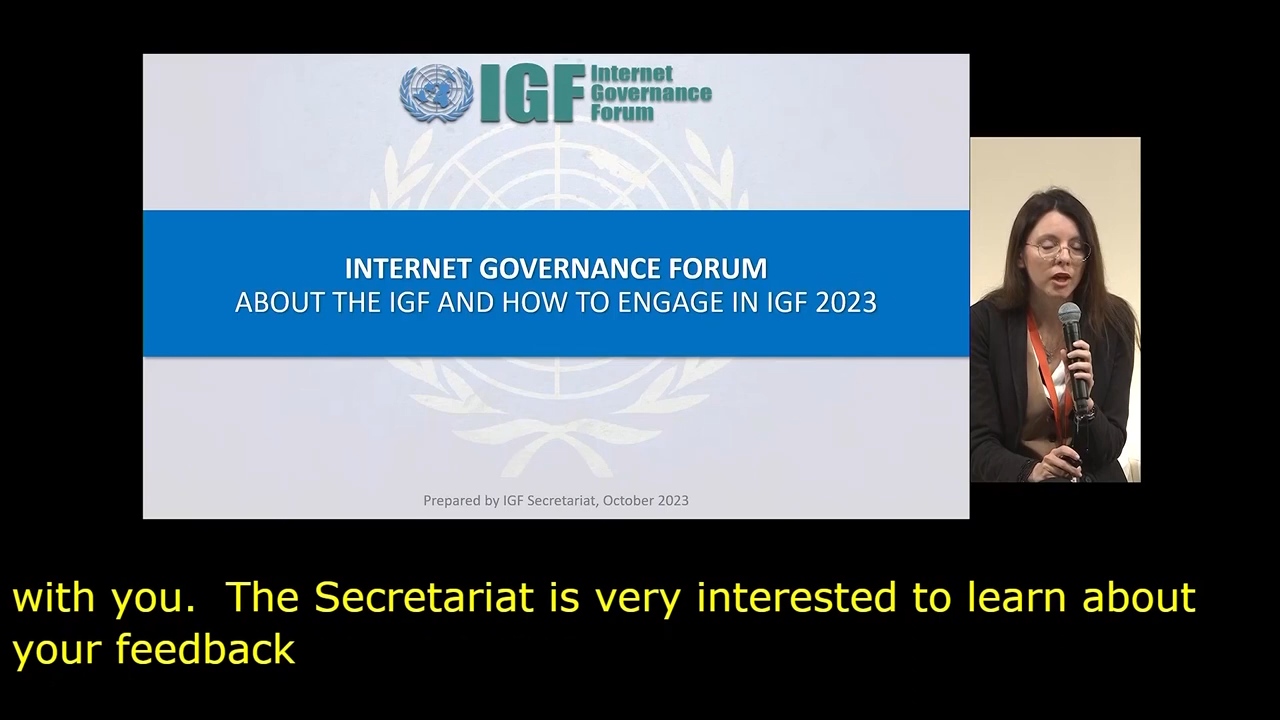 IGF Internet
Governance
Forum
INTERNET GOVERNANCE FORUM
ABOUT THE IGF AND HOW TO ENGAGE IN IGF 2023
Prepared by IGF Secretariat, October 2023
with you.  The Secretariat is very interested to learn about
your feedback